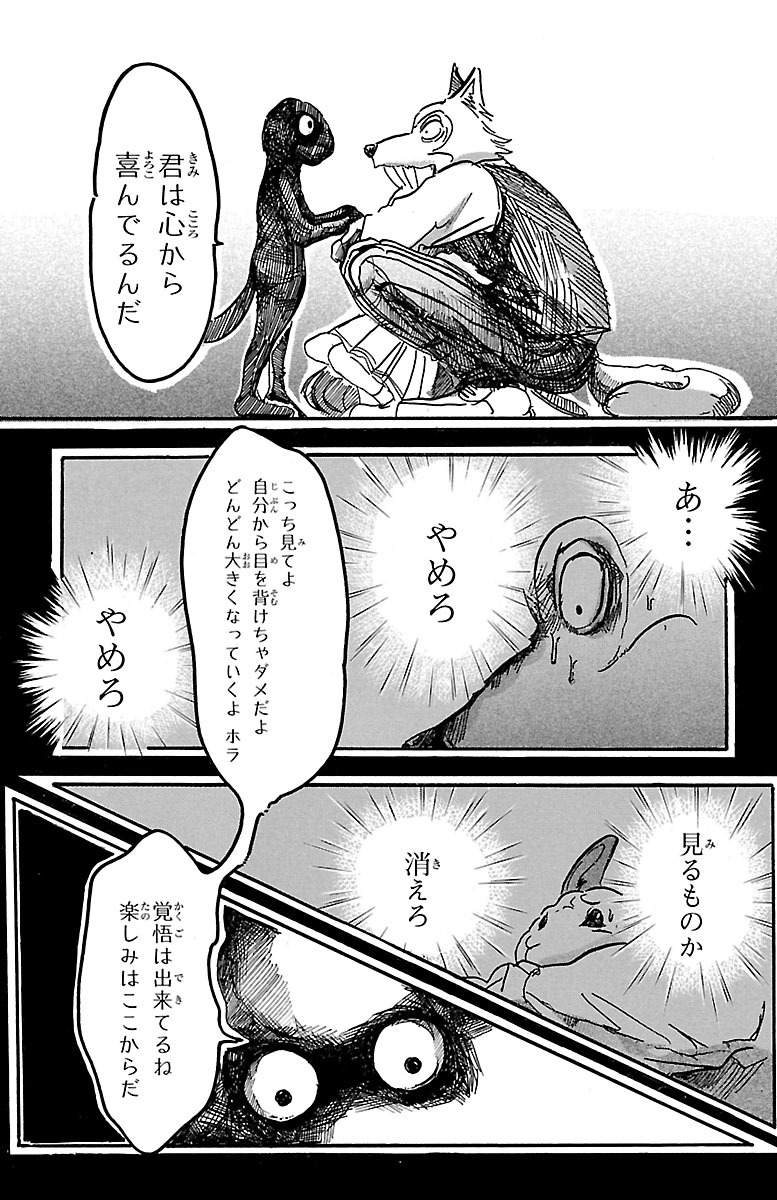 君は心から
喜んでるんだ
あ…
やめろ
こっち見てよ
自分から目を背けちゃダメだよ
どんどん大きくなっていくよ ホラ
やめろ
見るものか
消えろ
覚悟は出来てるね
楽しみはここからだ